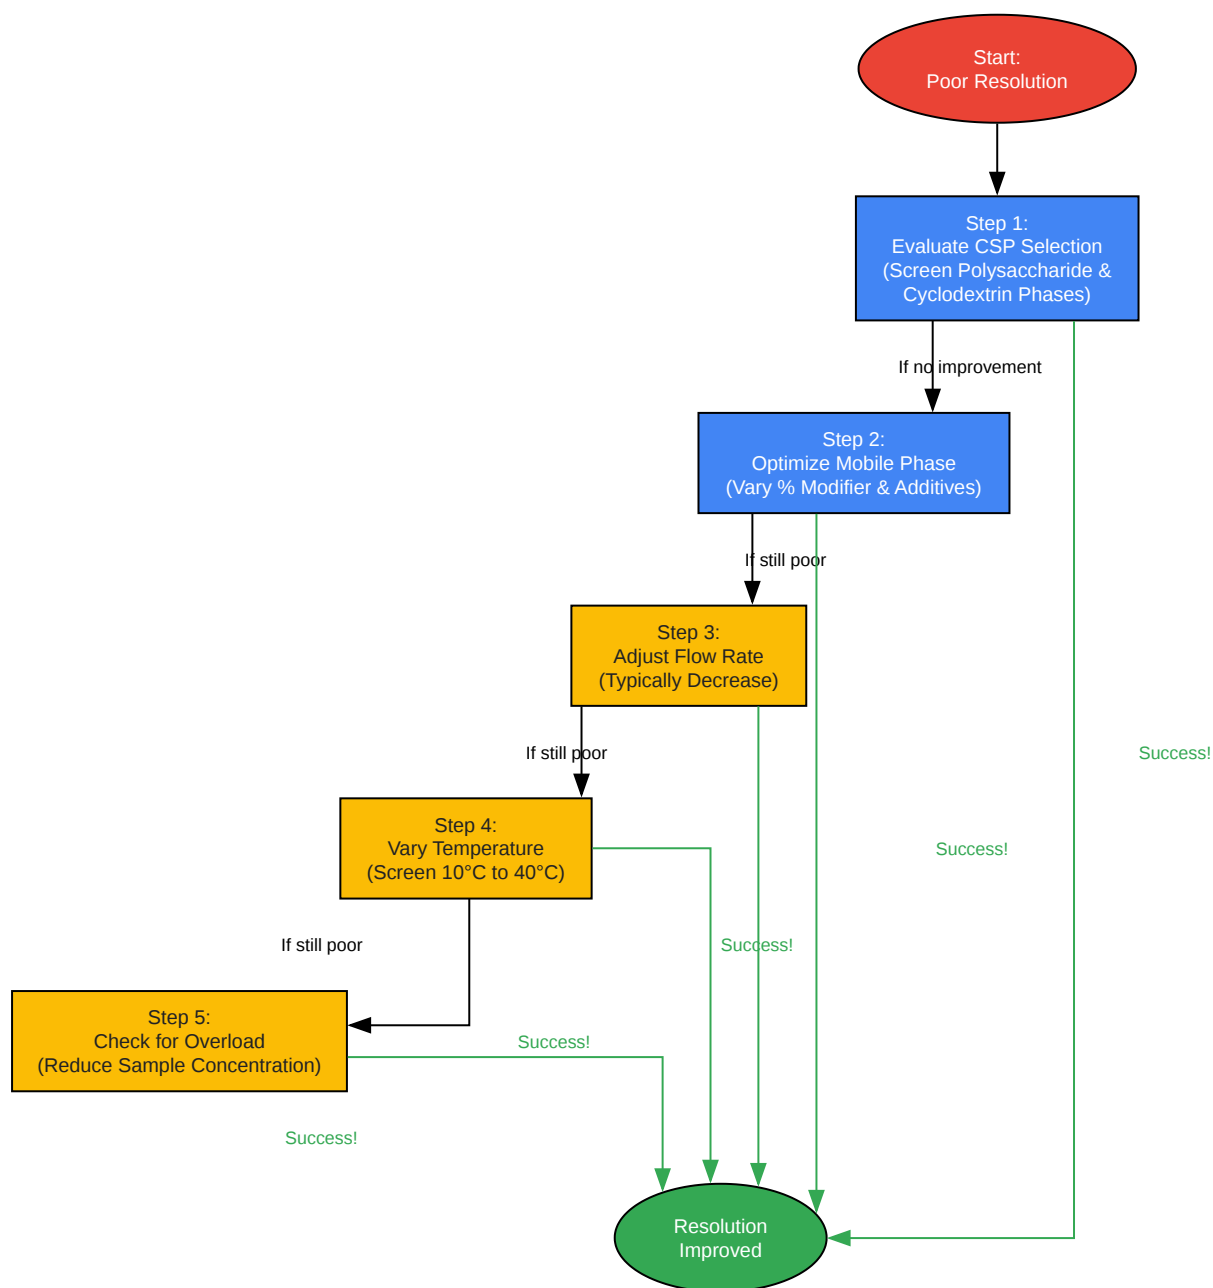 Start:
Poor Resolution
Step 1:
Evaluate CSP Selection
(Screen Polysaccharide &
Cyclodextrin Phases)
If no improvement
Step 2:
Optimize Mobile Phase
(Vary % Modifier & Additives)
If still poor
Step 3:
Adjust Flow Rate
(Typically Decrease)
If still poor
Success!
Step 4:
Vary Temperature
(Screen 10°C to 40°C)
Success!
If still poor
Success!
Step 5:
Check for Overload
(Reduce Sample Concentration)
Success!
Success!
Resolution
Improved